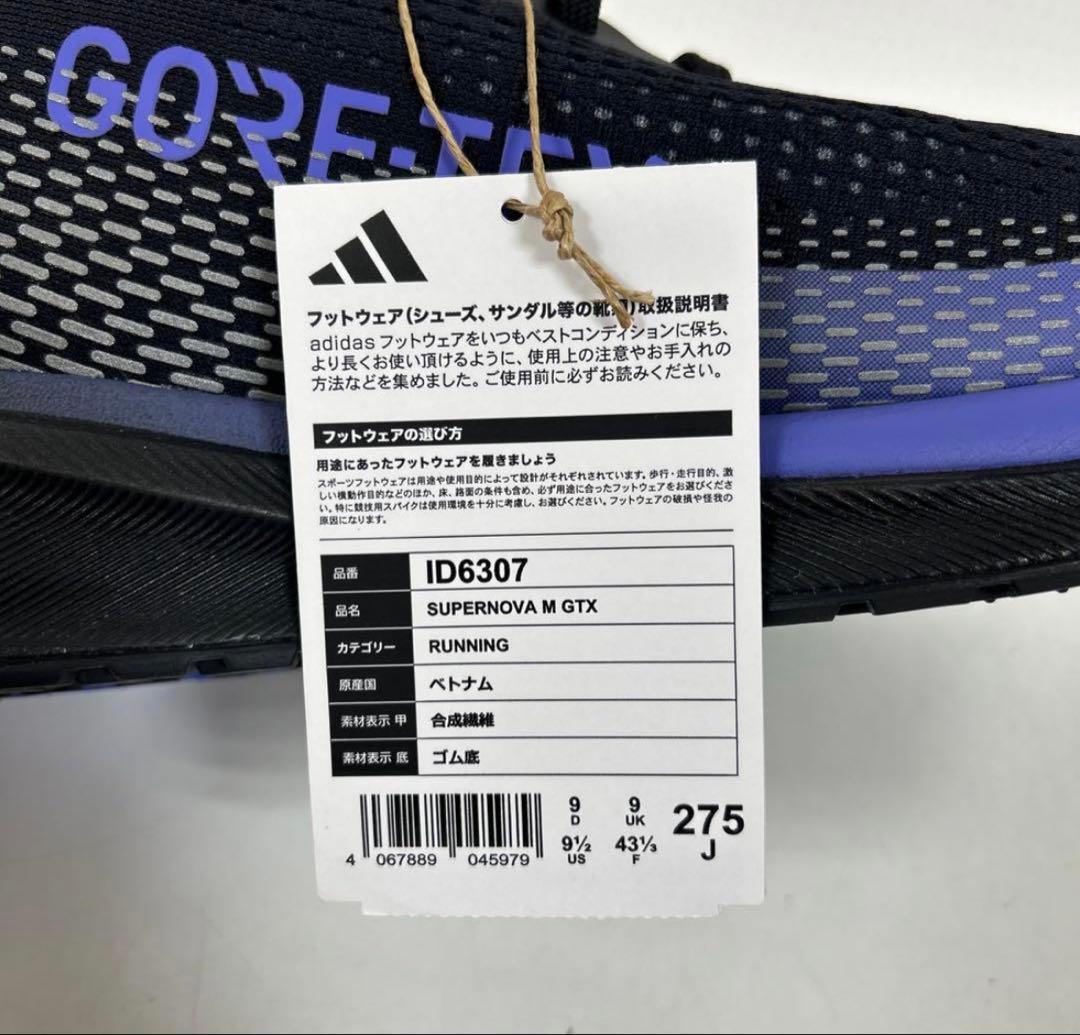 GORE-TEX
フットウェア(シューズ、サンダル等の靴類)取扱説明書
adidas フットウェアをいつもベストコンディションに保ち、
より長くお使い頂けるように、使用上の注意やお手入れの
方法などを集めました。ご使用前に必ずお読みください。
フットウェアの選び方
用途にあったフットウェアを履きましょう
スポーツフットウェアは用途や使用目的によって設計がそれぞれされています。歩行・走行目的、激
しい機動作目的などのほか、床、路面の条件も含め、必ず用途に合ったフットウェアをお選びくださ
い。特に競技用スパイクは使用環境を十分に考慮し、お選びください。フットウェアの破損や怪我の
原因になります。
品番 ID6307
品名 SUPERNOVA M GTX
カテゴリー RUNNING
原産国 ベトナム
素材表示 甲 合成繊維
素材表示 底 ゴム底
9 D 9 UK 275 J
9½ US 43⅓ F
4 067889 045979